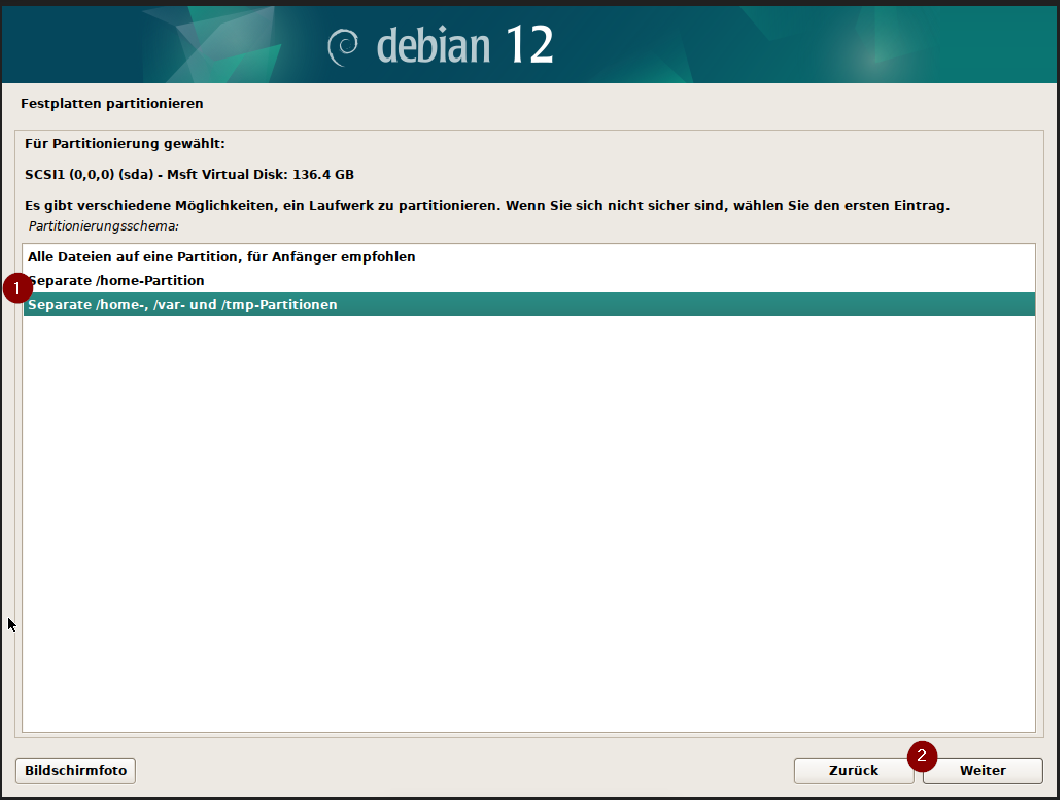 debian 12
Festplatten partitionieren
Für Partitionierung gewählt:
SCSI1 (0,0,0) (sda) - Msft Virtual Disk: 136.4 GB
Es gibt verschiedene Möglichkeiten, ein Laufwerk zu partitionieren. Wenn Sie sich nicht sicher sind, wählen Sie den ersten Eintrag.
Partitionierungsschema:
Alle Dateien auf eine Partition, für Anfänger empfohlen
Separate /home-Partition
1
Separate /home-, /var- und /tmp-Partitionen
2
Bildschirmfoto Zurück Weiter